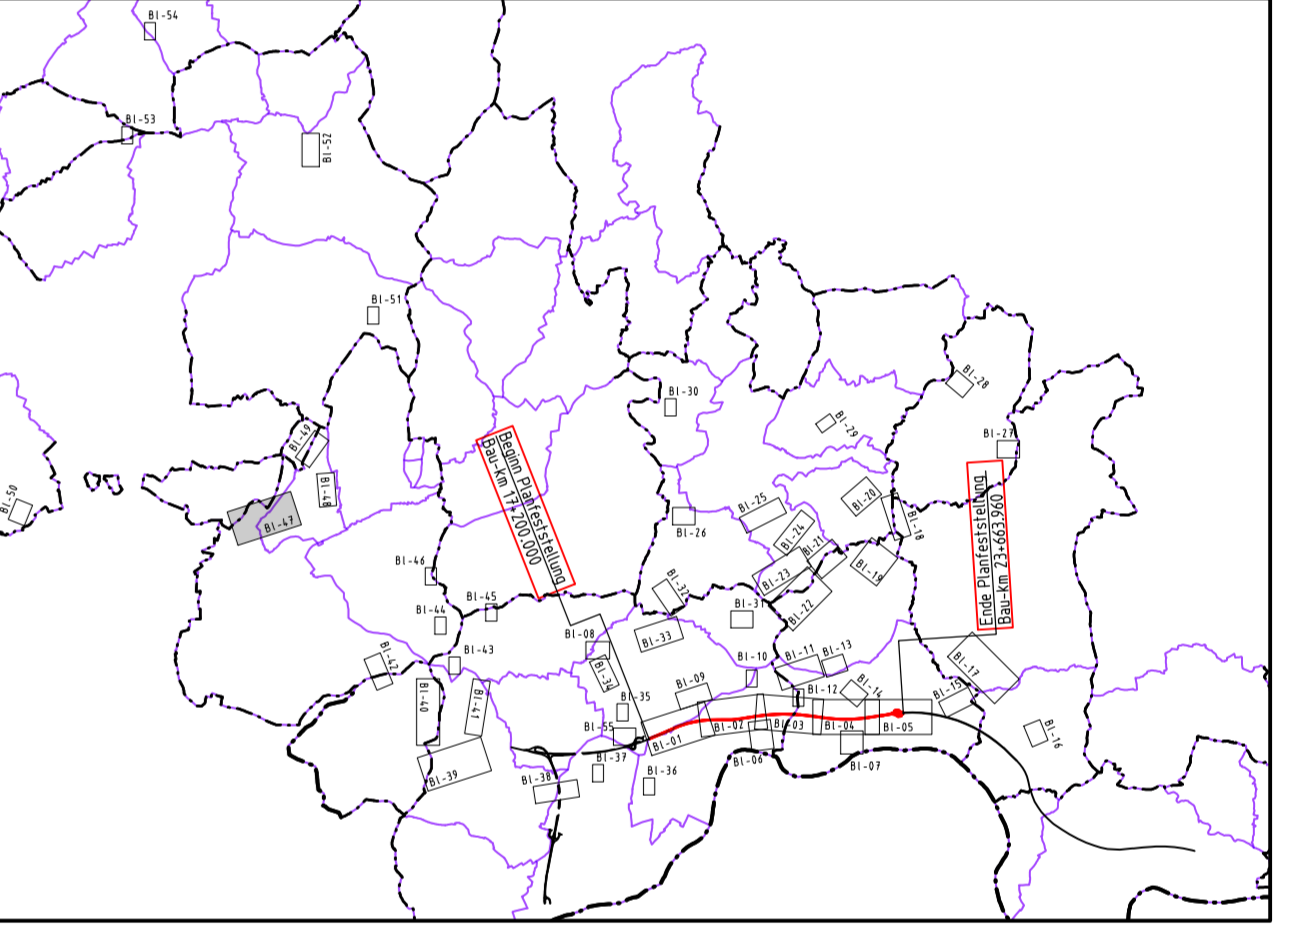 Bl-54
Bl-53
Bl-52
Bl-51
Bl-30
Bl-28
Bl-29
Bl-27
Bl-49
Bl-48
Bl-50
Bl-47
Beginn Planfeststellung
Bau-km 17+200.000
Ende Planfeststellung
Bau-km 23+663.960
Bl-25
Bl-20
Bl-18
Bl-26
Bl-24
Bl-21
Bl-19
Bl-23
Bl-22
Bl-46
Bl-45
Bl-44
Bl-32
Bl-31
Bl-08
Bl-33
Bl-43
Bl-42
Bl-34
Bl-10
Bl-11
Bl-13
Bl-17
Bl-40
Bl-41
Bl-09
Bl-12
Bl-14
Bl-15
Bl-35
Bl-55
Bl-01
Bl-02
Bl-03
Bl-04
Bl-05
Bl-16
Bl-37
Bl-06
Bl-07
Bl-39
Bl-38
Bl-36